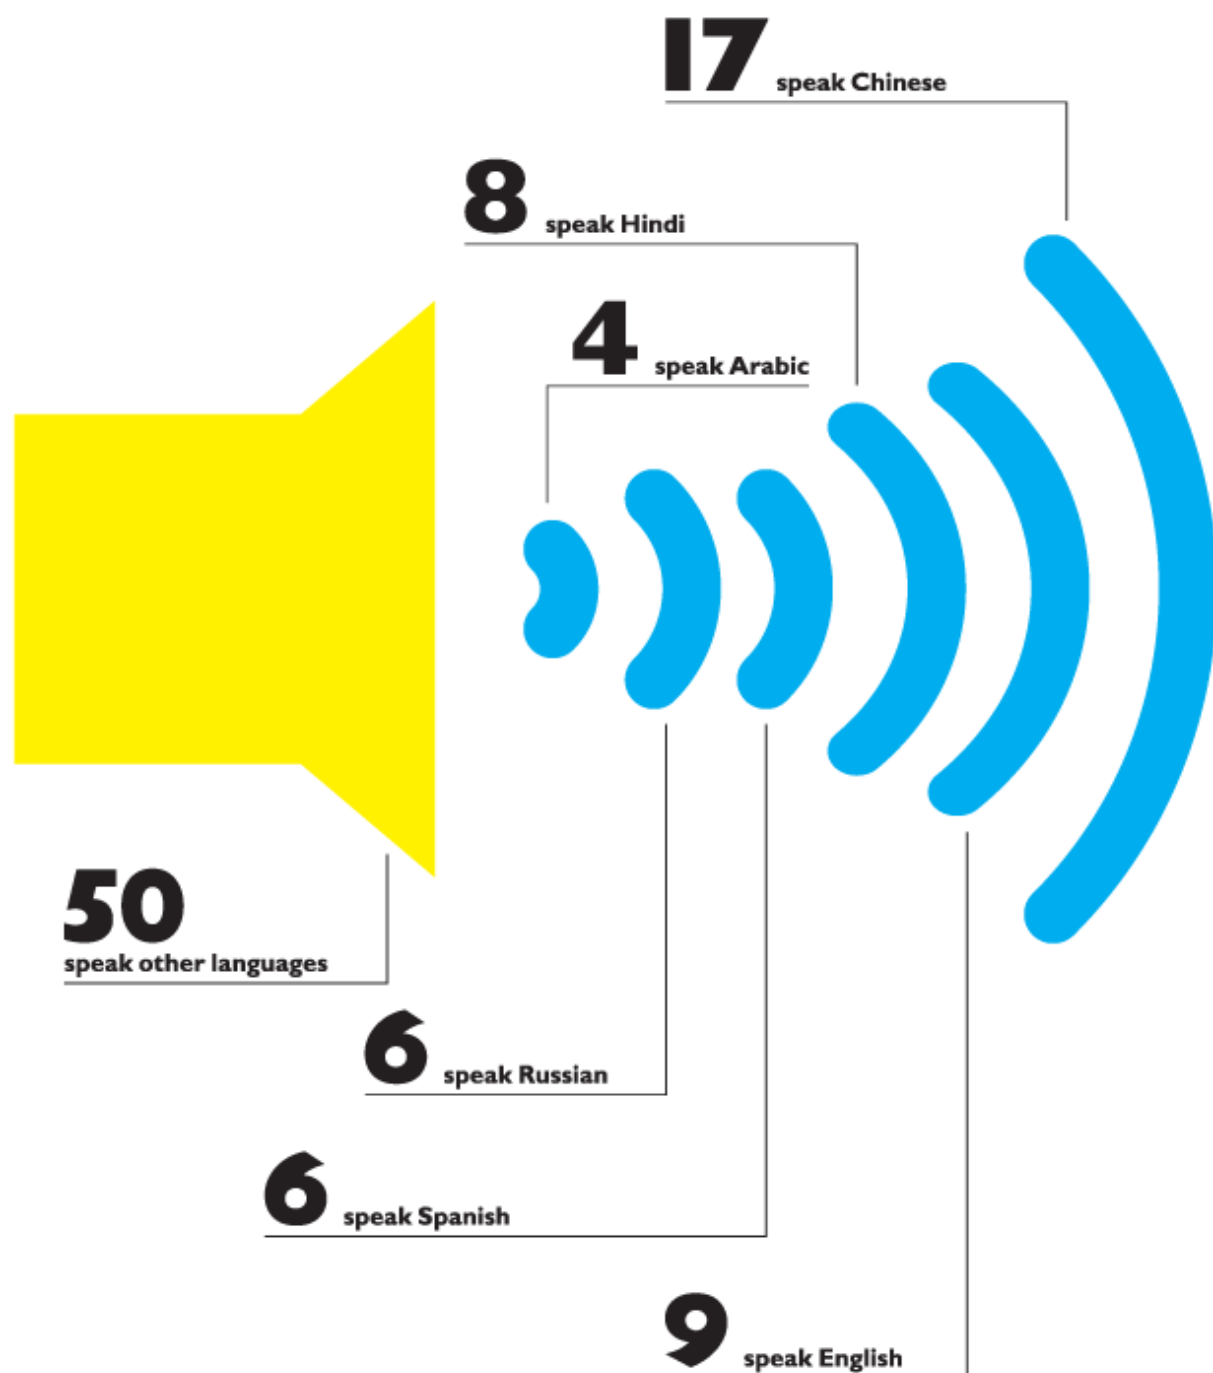 17 speak Chinese
8 speak Hindi
4 speak Arabic
50
speak other languages
6 speak Russian
6 speak Spanish
9 speak English